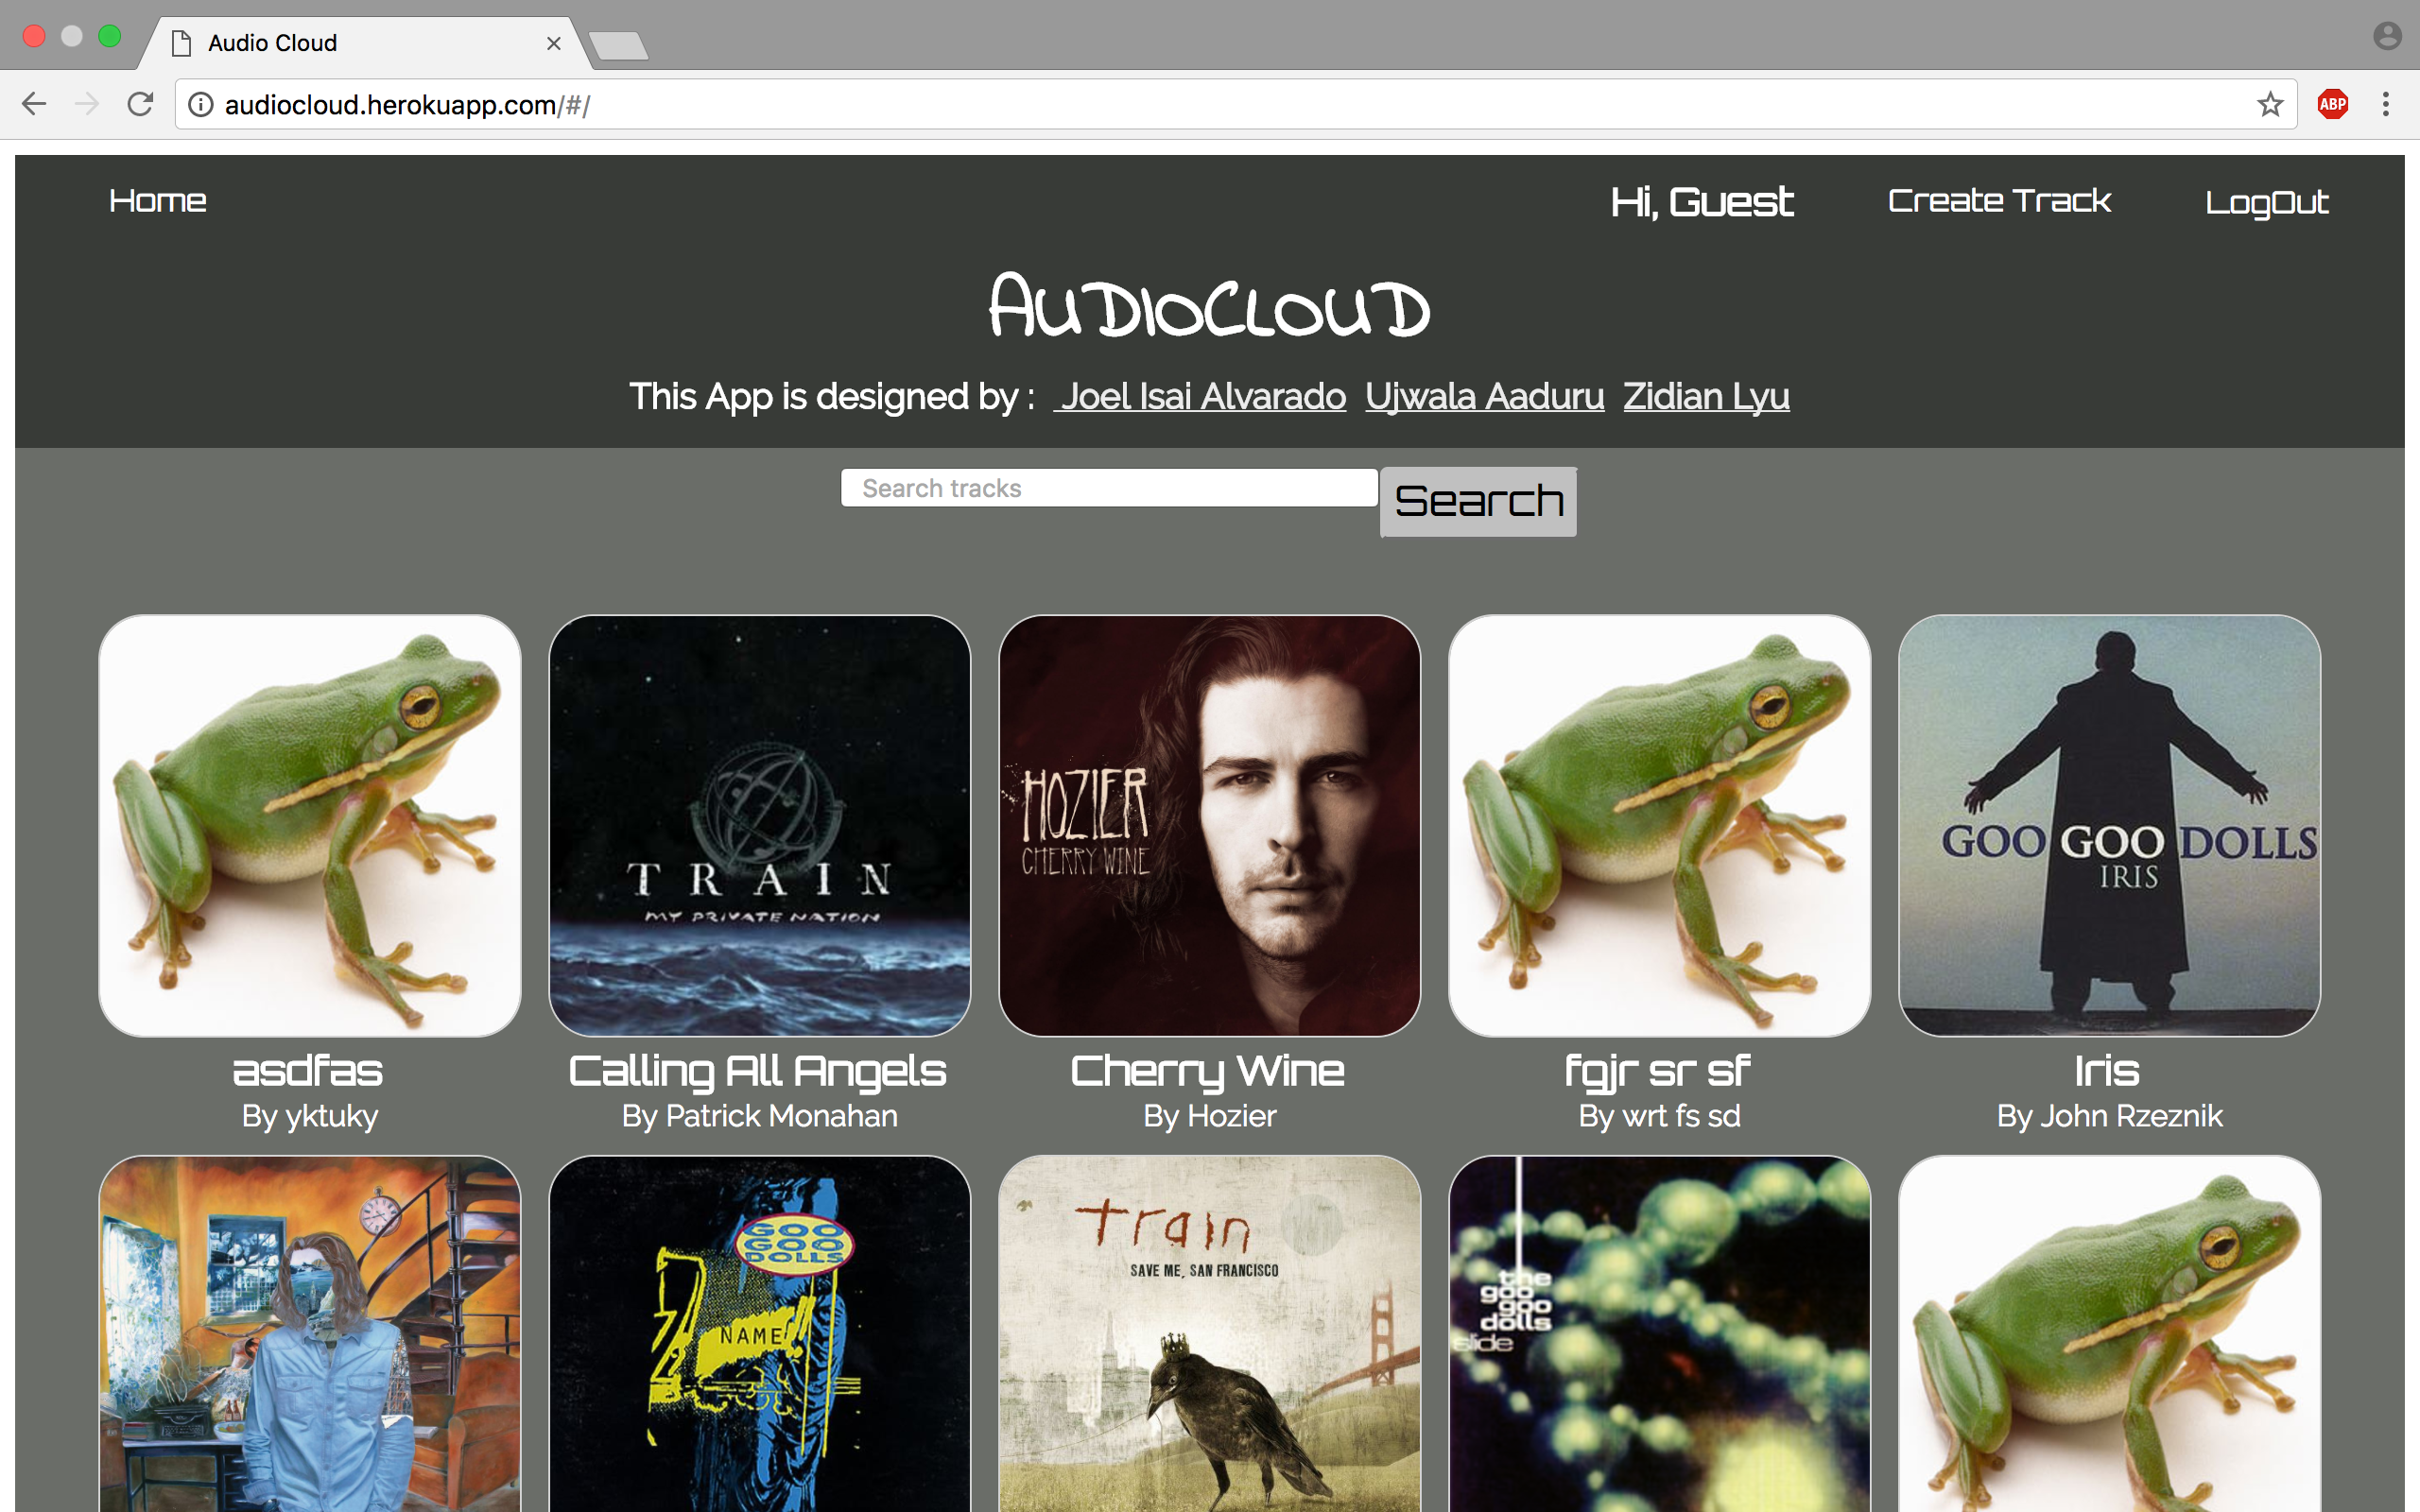 Audio Cloud
audiocloud.herokuapp.com/#/
ABP
Home
Hi, Guest
Create Track
LogOut
AUDIOCLOUD
This App is designed by : Joel Isai Alvarado Ujwala Aaduru Zidian Lyu
Search tracks
Search
TRAIN
MY PRIVATE NATION
HOZIER
CHERRY WINE
GOO GOO DOLLS
IRIS
asdfas
Calling All Angels
Cherry Wine
fgjr sr sf
Iris
By yktuky
By Patrick Monahan
By Hozier
By wrt fs sd
By John Rzeznik
GOO
GOO
DOLLS
NAME
train
SAVE ME, SAN FRANCISCO
the
goo
goo
dolls
slide